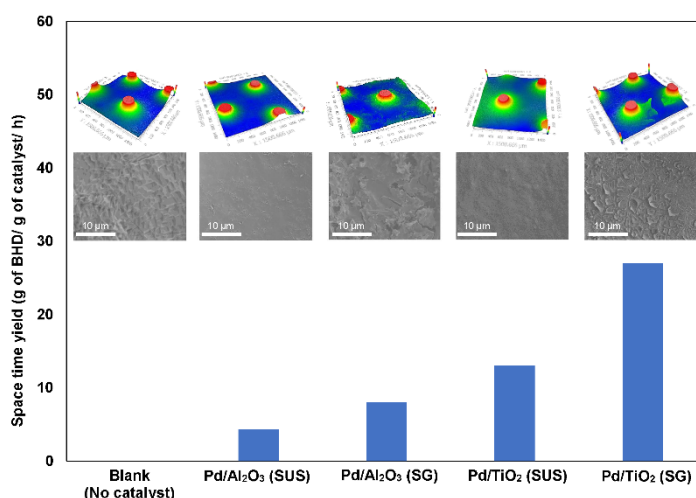 60
50
40
30
20
10
0
Space time yield (g of BHD/ g of catalyst/ h)
10 µm
10 µm
10 µm
10 µm
10 µm
Blank
(No catalyst)
Pd/Al₂O₃ (SUS)
Pd/Al₂O₃ (SG)
Pd/TiO₂ (SUS)
Pd/TiO₂ (SG)